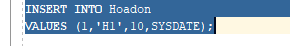 INSERT INTO Hoadon
VALUES (1,'H1',10,SYSDATE);